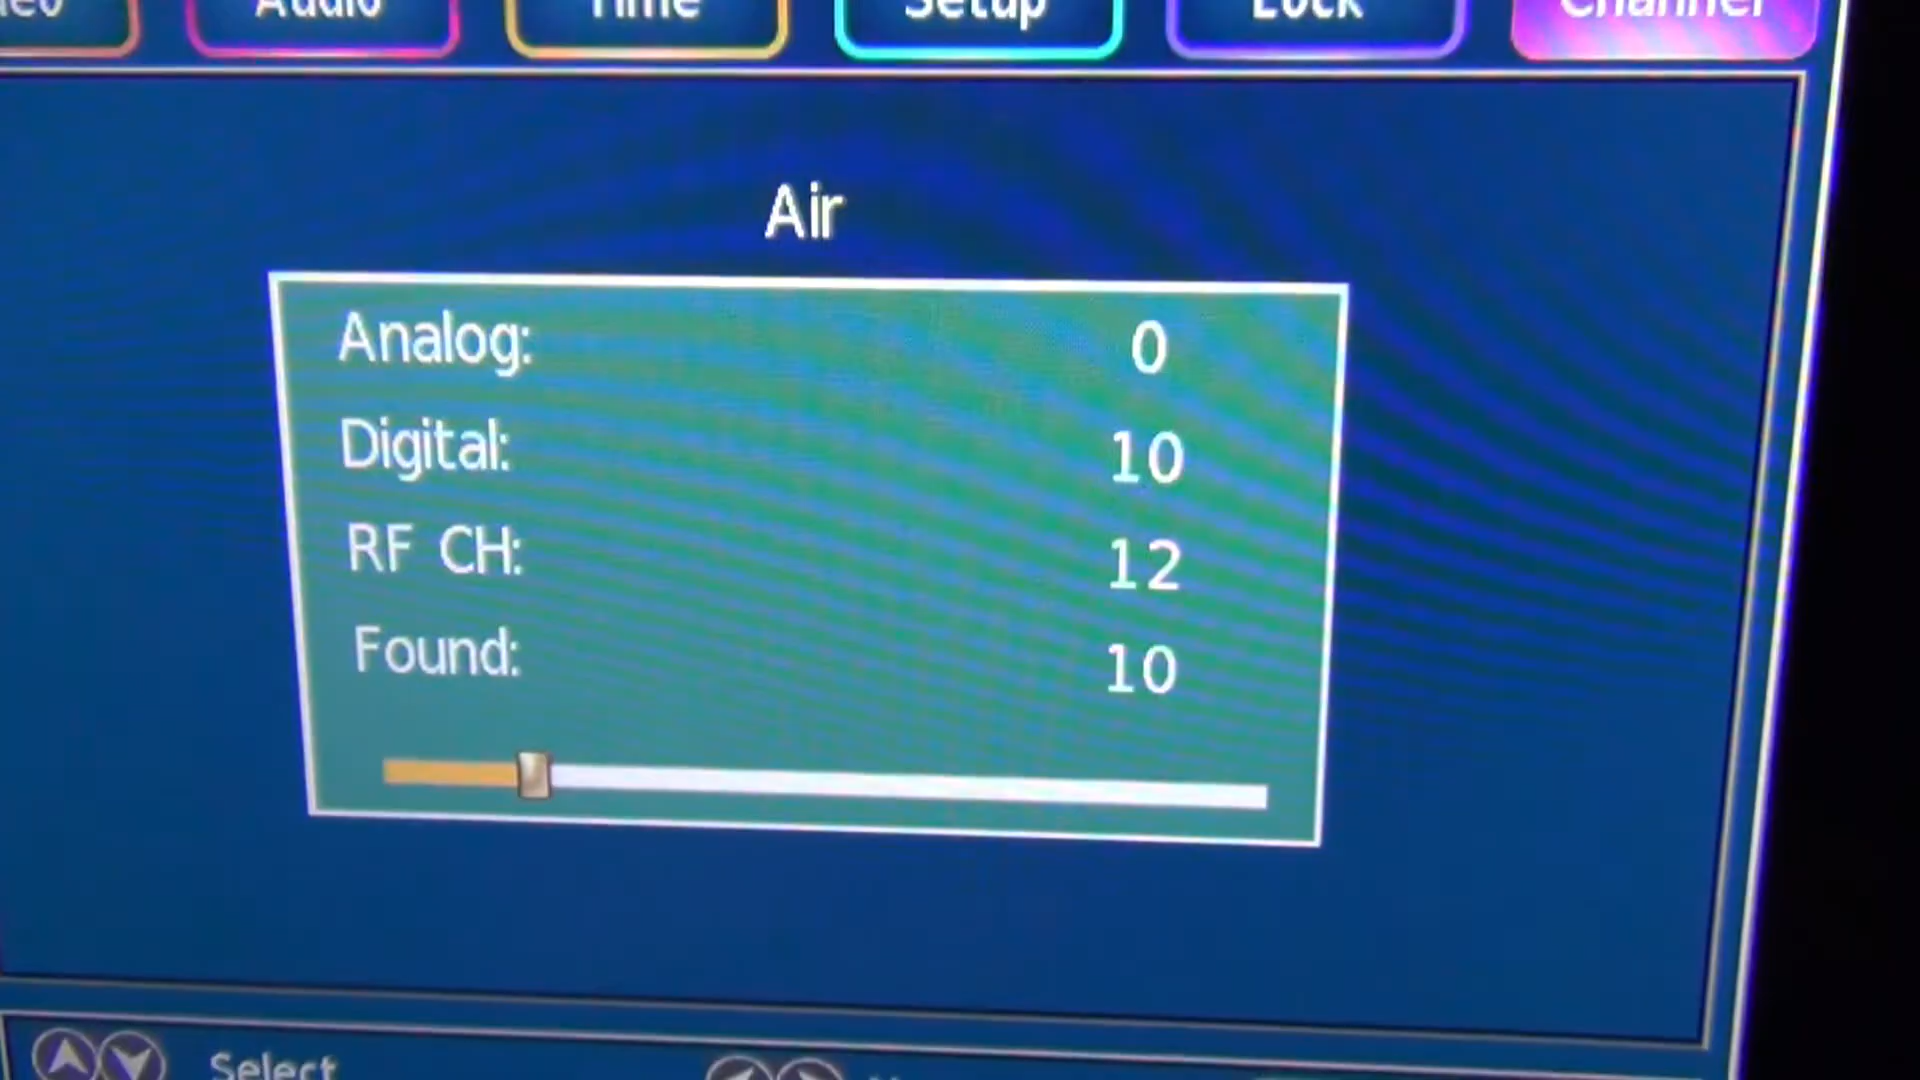 Audio Time Setup Lock Channel
Air
Analog: 0
Digital: 10
RF CH: 12
Found: 10
Select